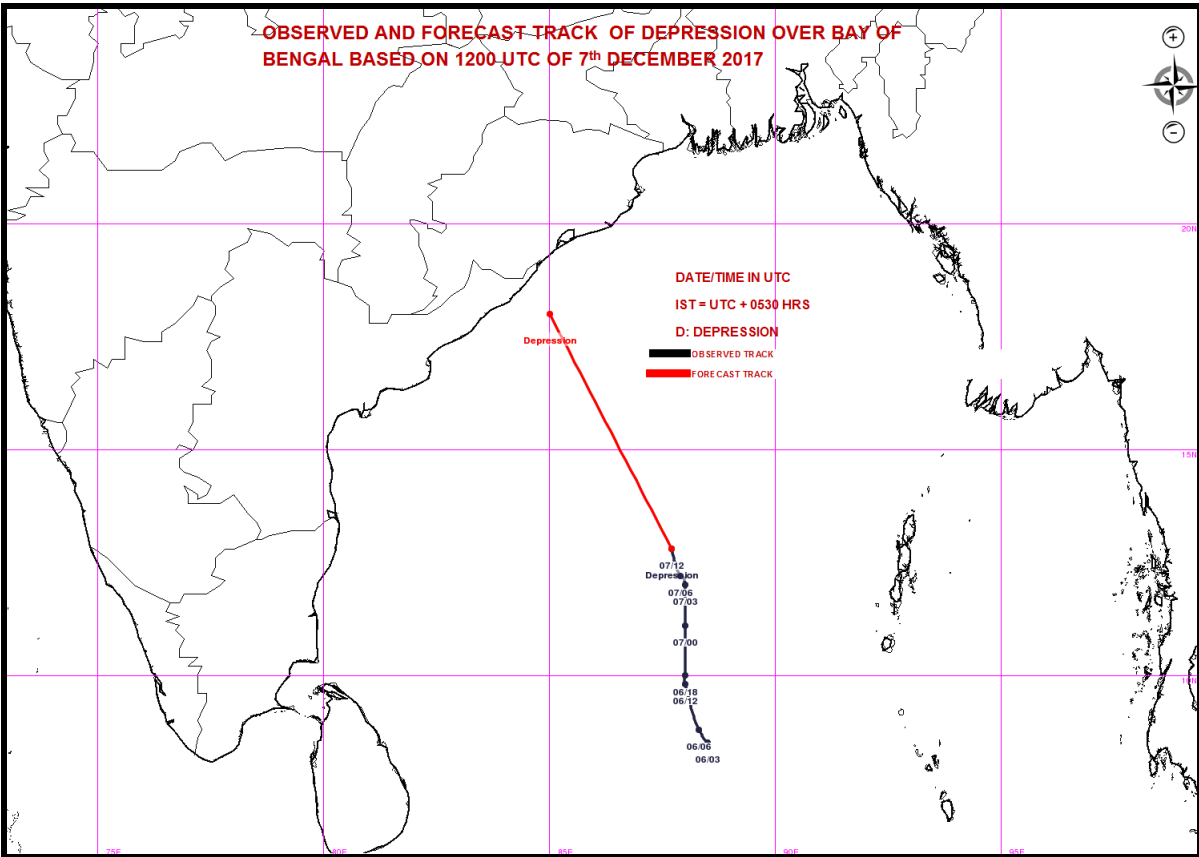 OBSERVED AND FORECAST TRACK OF DEPRESSION OVER BAY OF
BENGAL BASED ON 1200 UTC OF 7th DECEMBER 2017
+
−
20N
DATE/TIME IN UTC
IST = UTC + 0530 HRS
D: DEPRESSION
OBSERVED TRACK
FORECAST TRACK
Depression
15N
07/12
Depression
07/06
07/03
07/00
10N
06/18
06/12
06/06
06/03
75E
80E
85E
90E
95E